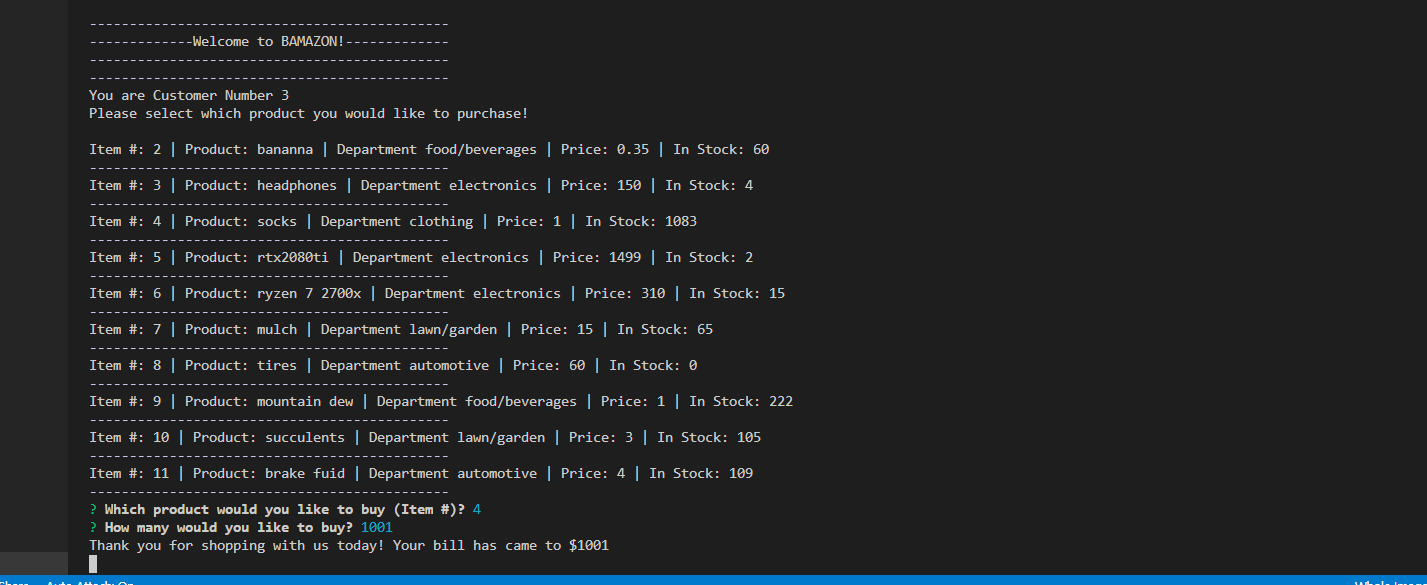 ---------------------------------------------
-------------Welcome to BAMAZON!-------------
---------------------------------------------
---------------------------------------------
You are Customer Number 3
Please select which product you would like to purchase!
Item #: 2 | Product: bananna | Department food/beverages | Price: 0.35 | In Stock: 60
---------------------------------------------
Item #: 3 | Product: headphones | Department electronics | Price: 150 | In Stock: 4
---------------------------------------------
Item #: 4 | Product: socks | Department clothing | Price: 1 | In Stock: 1083
---------------------------------------------
Item #: 5 | Product: rtx2080ti | Department electronics | Price: 1499 | In Stock: 2
---------------------------------------------
Item #: 6 | Product: ryzen 7 2700x | Department electronics | Price: 310 | In Stock: 15
---------------------------------------------
Item #: 7 | Product: mulch | Department lawn/garden | Price: 15 | In Stock: 65
---------------------------------------------
Item #: 8 | Product: tires | Department automotive | Price: 60 | In Stock: 0
---------------------------------------------
Item #: 9 | Product: mountain dew | Department food/beverages | Price: 1 | In Stock: 222
---------------------------------------------
Item #: 10 | Product: succulents | Department lawn/garden | Price: 3 | In Stock: 105
---------------------------------------------
Item #: 11 | Product: brake fuid | Department automotive | Price: 4 | In Stock: 109
---------------------------------------------
? Which product would you like to buy (Item #)? 4
? How many would you like to buy? 1001
Thank you for shopping with us today! Your bill has came to $1001